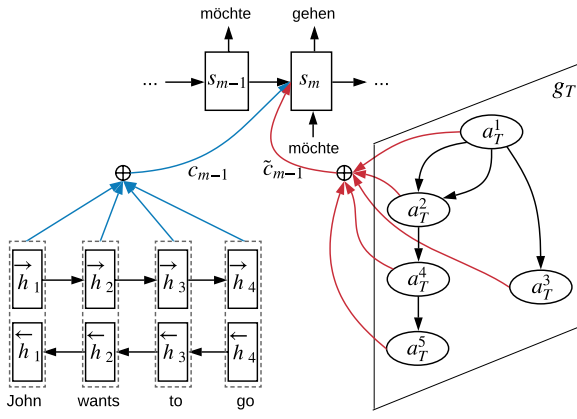 möchte gehen
... s_{m-1} s_m ...
möchte
g_T
a_T^1
⊕ c_{m-1} c̃_{m-1} ⊕
a_T^2
h⃗_1 h⃗_2 h⃗_3 h⃗_4
a_T^4 a_T^3
h⃖_1 h⃖_2 h⃖_3 h⃖_4
a_T^5
John wants to go